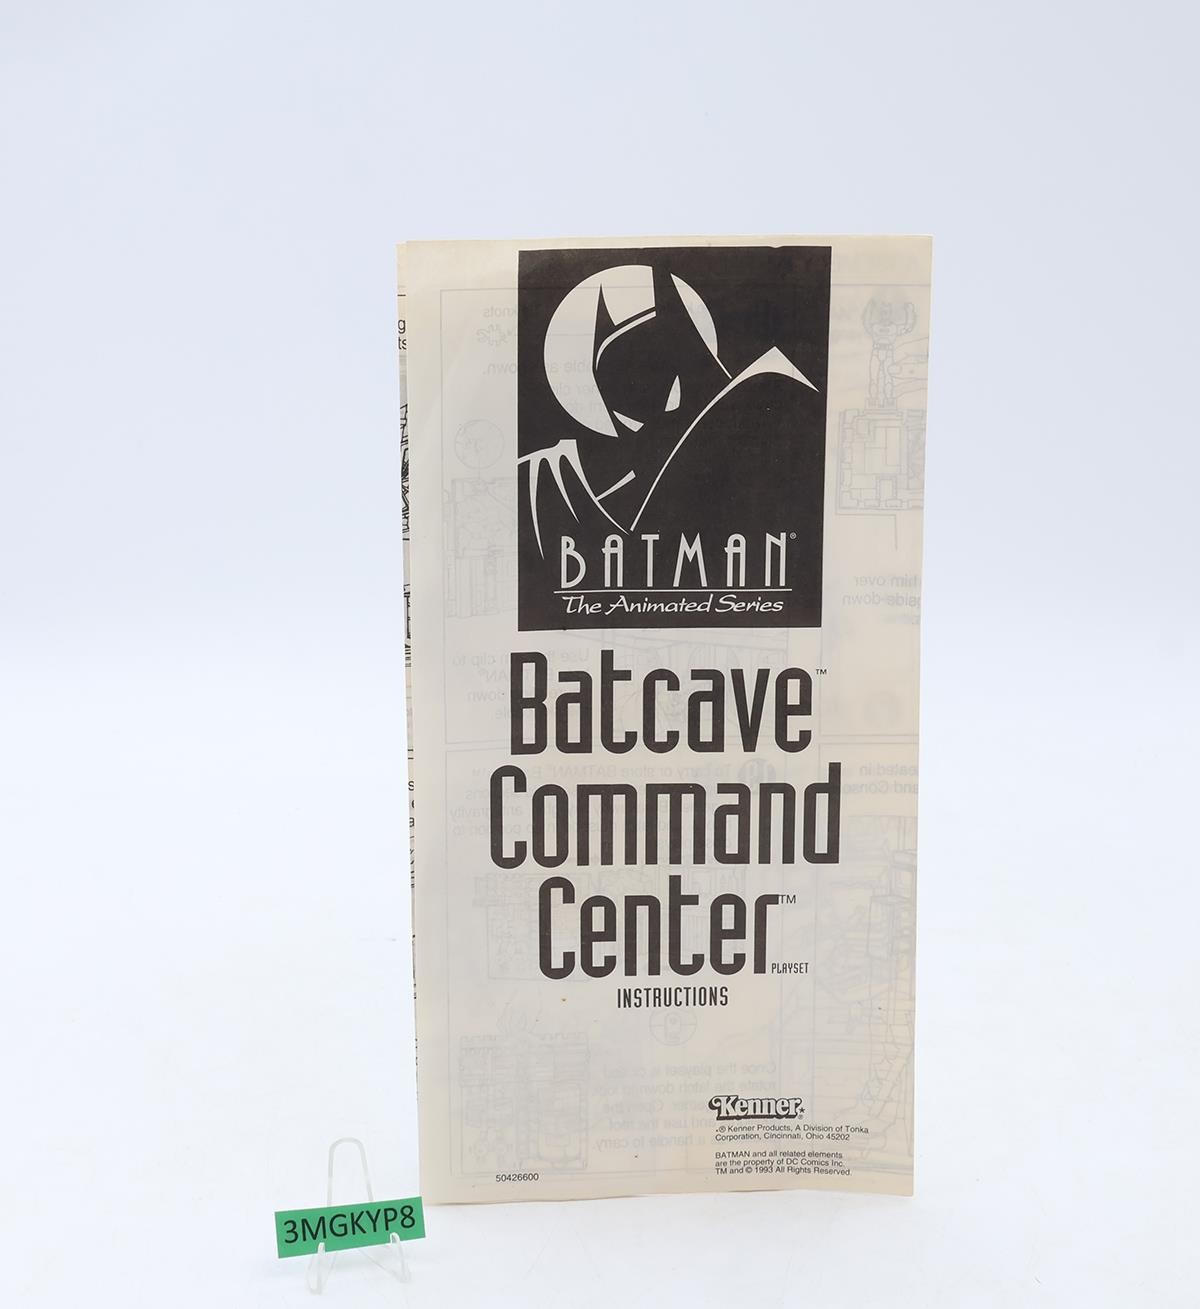 BATMAN®
The Animated Series
Batcave™
Command
Center™
PLAYSET
INSTRUCTIONS
Kenner®
® Kenner Products, A Division of Tonka
Corporation, Cincinnati, Ohio 45202
BATMAN and all related elements
are the property of DC Comics Inc.
TM and © 1993 All Rights Reserved.
50426600
3MGKYP8